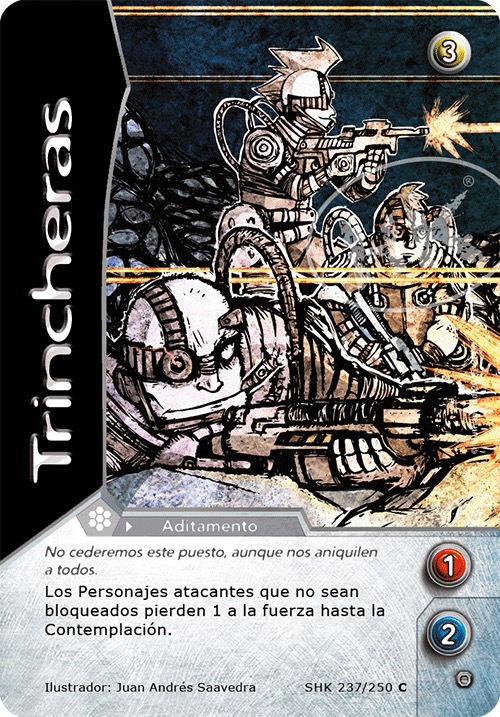 3
Trincheras
®
Aditamento
No cederemos este puesto, aunque nos aniquilen
a todos.
1
Los Personajes atacantes que no sean
bloqueados pierden 1 a la fuerza hasta la
Contemplación.
2
Ilustrador: Juan Andrés Saavedra
SHK 237/250 C